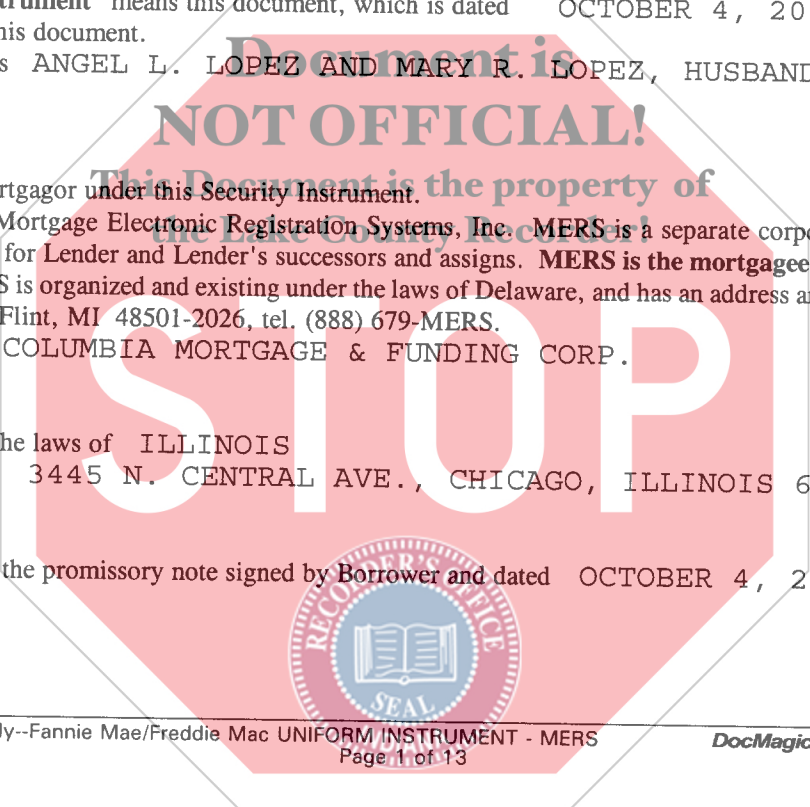 trument" means this document, which is dated OCTOBER 4, 20
his document.
Document is
s ANGEL L. LOPEZ AND MARY R. LOPEZ, HUSBAND
NOT OFFICIAL!
This Document is the property of
rtgagor under this Security Instrument.
the Lake County Recorder!
Mortgage Electronic Registration Systems, Inc. MERS is a separate corpo
for Lender and Lender's successors and assigns. MERS is the mortgagee
S is organized and existing under the laws of Delaware, and has an address a
Flint, MI 48501-2026, tel. (888) 679-MERS.
COLUMBIA MORTGAGE & FUNDING CORP.
STOP
he laws of ILLINOIS
3445 N. CENTRAL AVE., CHICAGO, ILLINOIS 6
the promissory note signed by Borrower and dated OCTOBER 4, 2
RECORDER'S OFFICE
SEAL
INDIANA
ly--Fannie Mae/Freddie Mac UNIFORM INSTRUMENT - MERS
DocMagic
Page 1 of 13